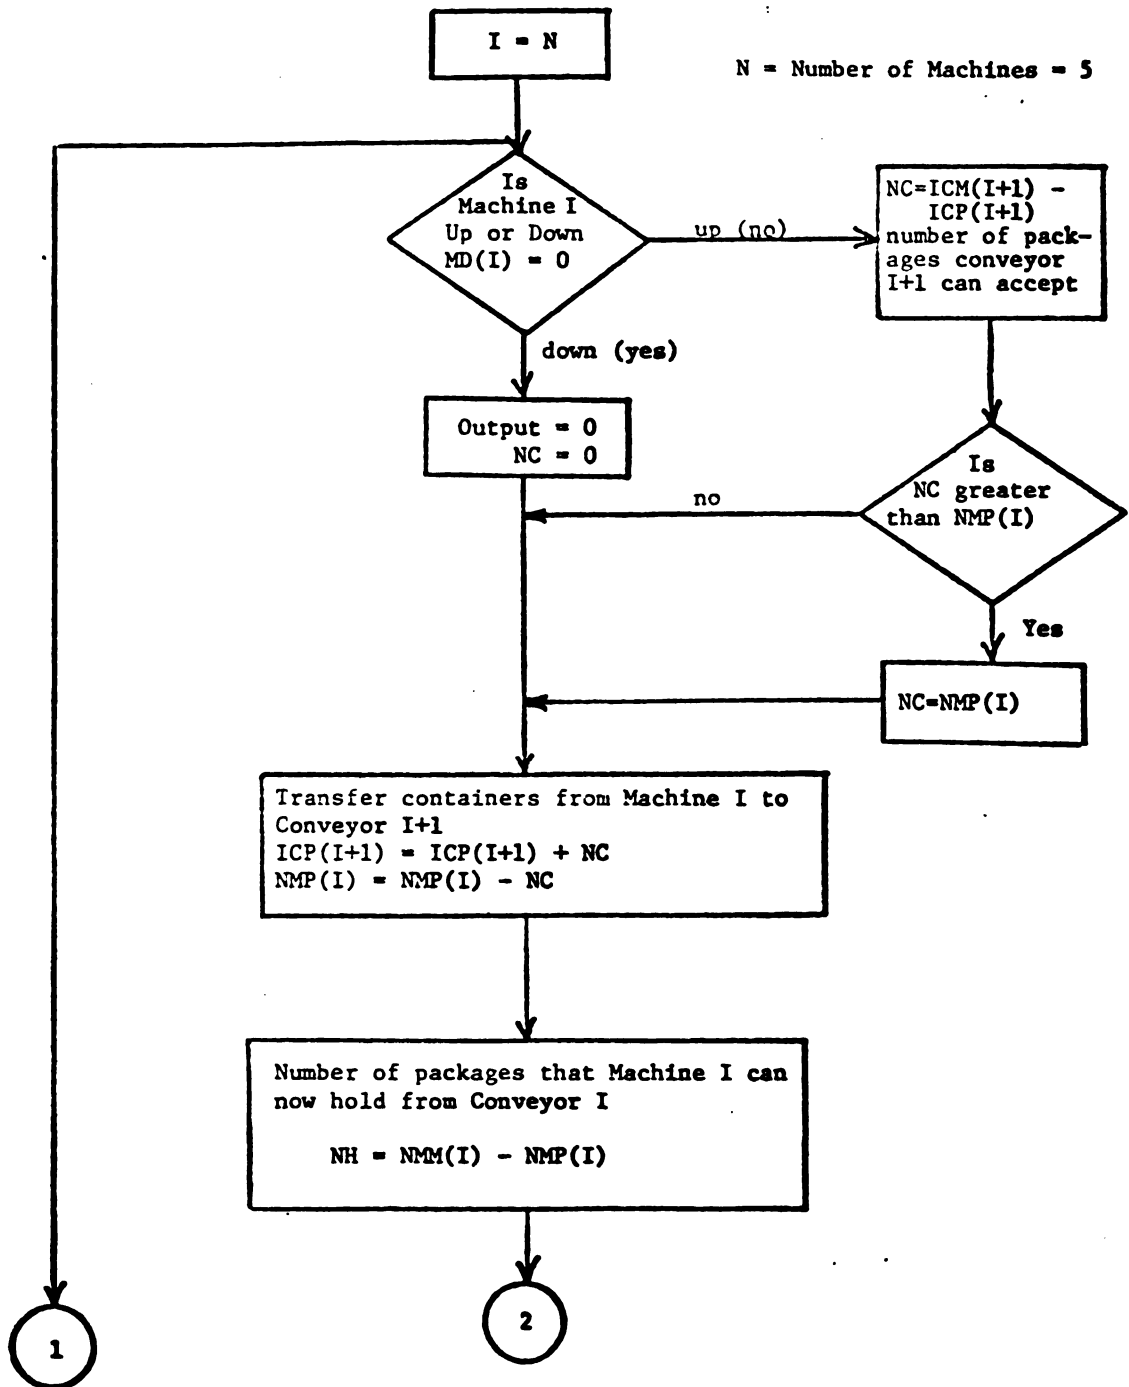 I = N
N = Number of Machines = 5
Is
Machine I
Up or Down
MD(I) = 0
up (no)
NC=ICM(I+1) -
ICP(I+1)
number of pack-
ages conveyor
I+1 can accept
down (yes)
Output = 0
NC = 0
Is
NC greater
than NMP(I)
no
Yes
NC=NMP(I)
Transfer containers from Machine I to
Conveyor I+1
ICP(I+1) = ICP(I+1) + NC
NMP(I) = NMP(I) - NC
Number of packages that Machine I can
now hold from Conveyor I
NH = NMM(I) - NMP(I)
1
2